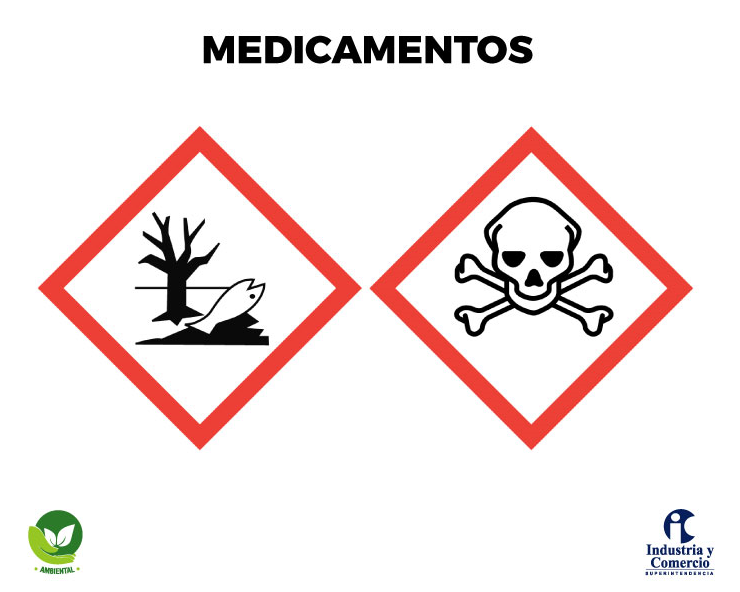 MEDICAMENTOS
• AMBIENTAL •
Industria y
Comercio
SUPERINTENDENCIA